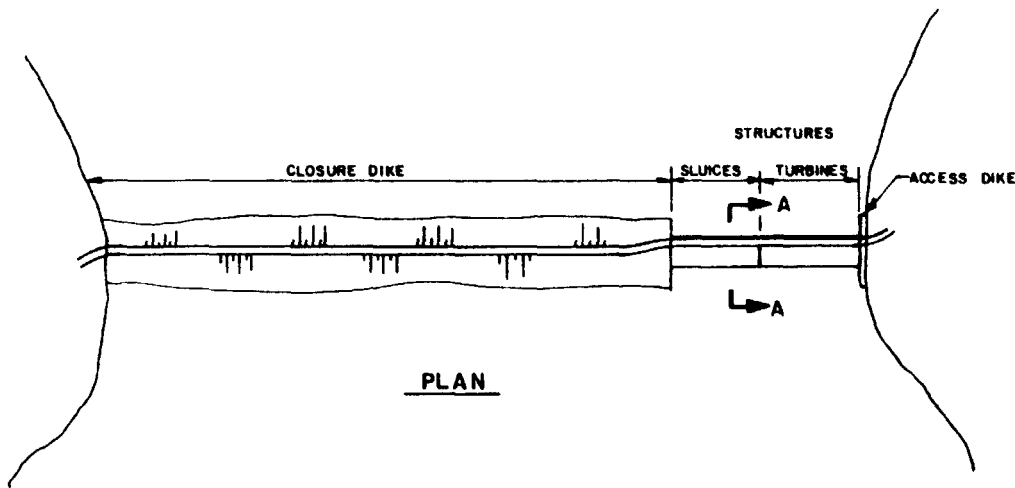 STRUCTURES
CLOSURE DIKE
SLUICES
TURBINES
ACCESS DIKE
A
A
PLAN